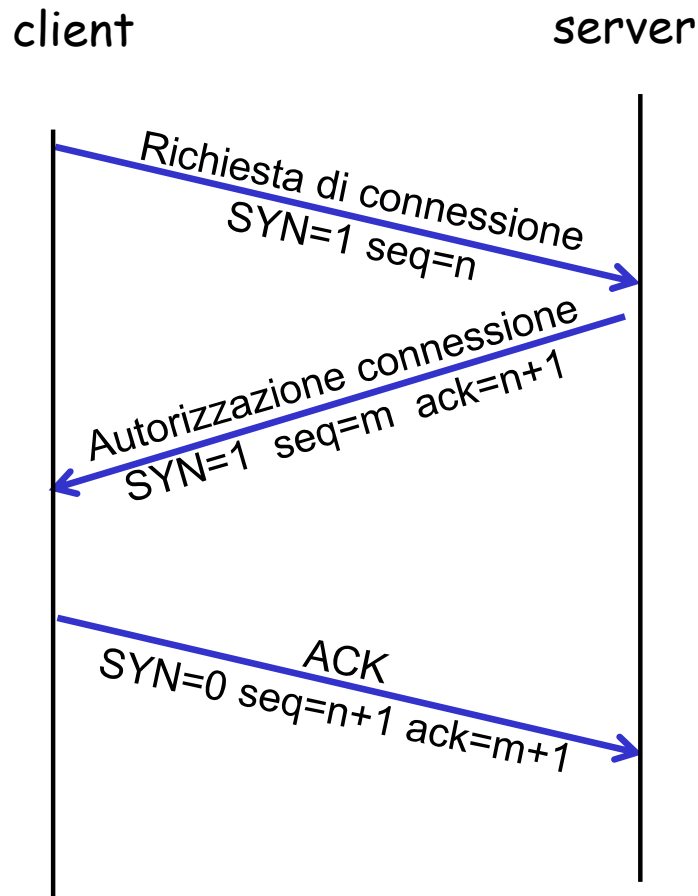 client
server
Richiesta di connessione
SYN=1 seq=n
Autorizzazione connessione
SYN=1 seq=m ack=n+1
ACK
SYN=0 seq=n+1 ack=m+1